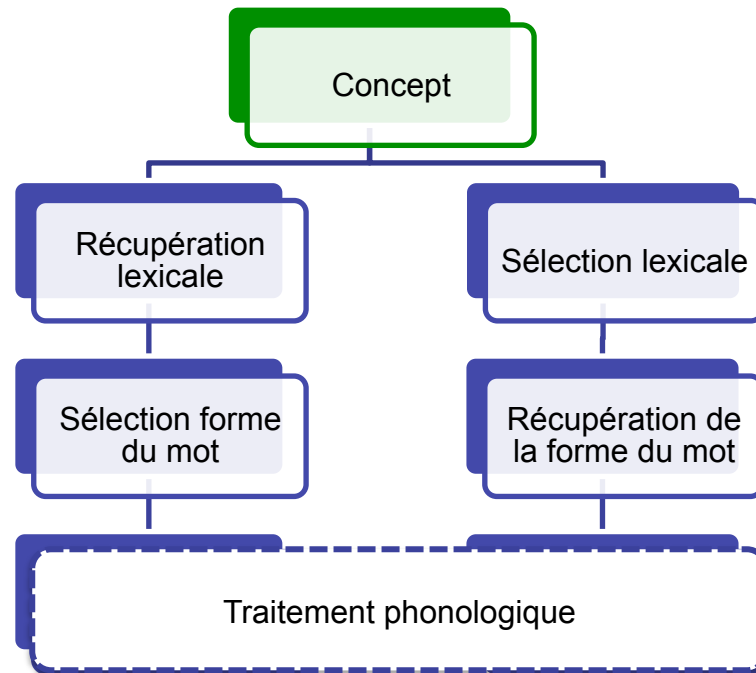 Concept
Récupération
lexicale
Sélection lexicale
Sélection forme
du mot
Récupération de
la forme du mot
Traitement phonologique